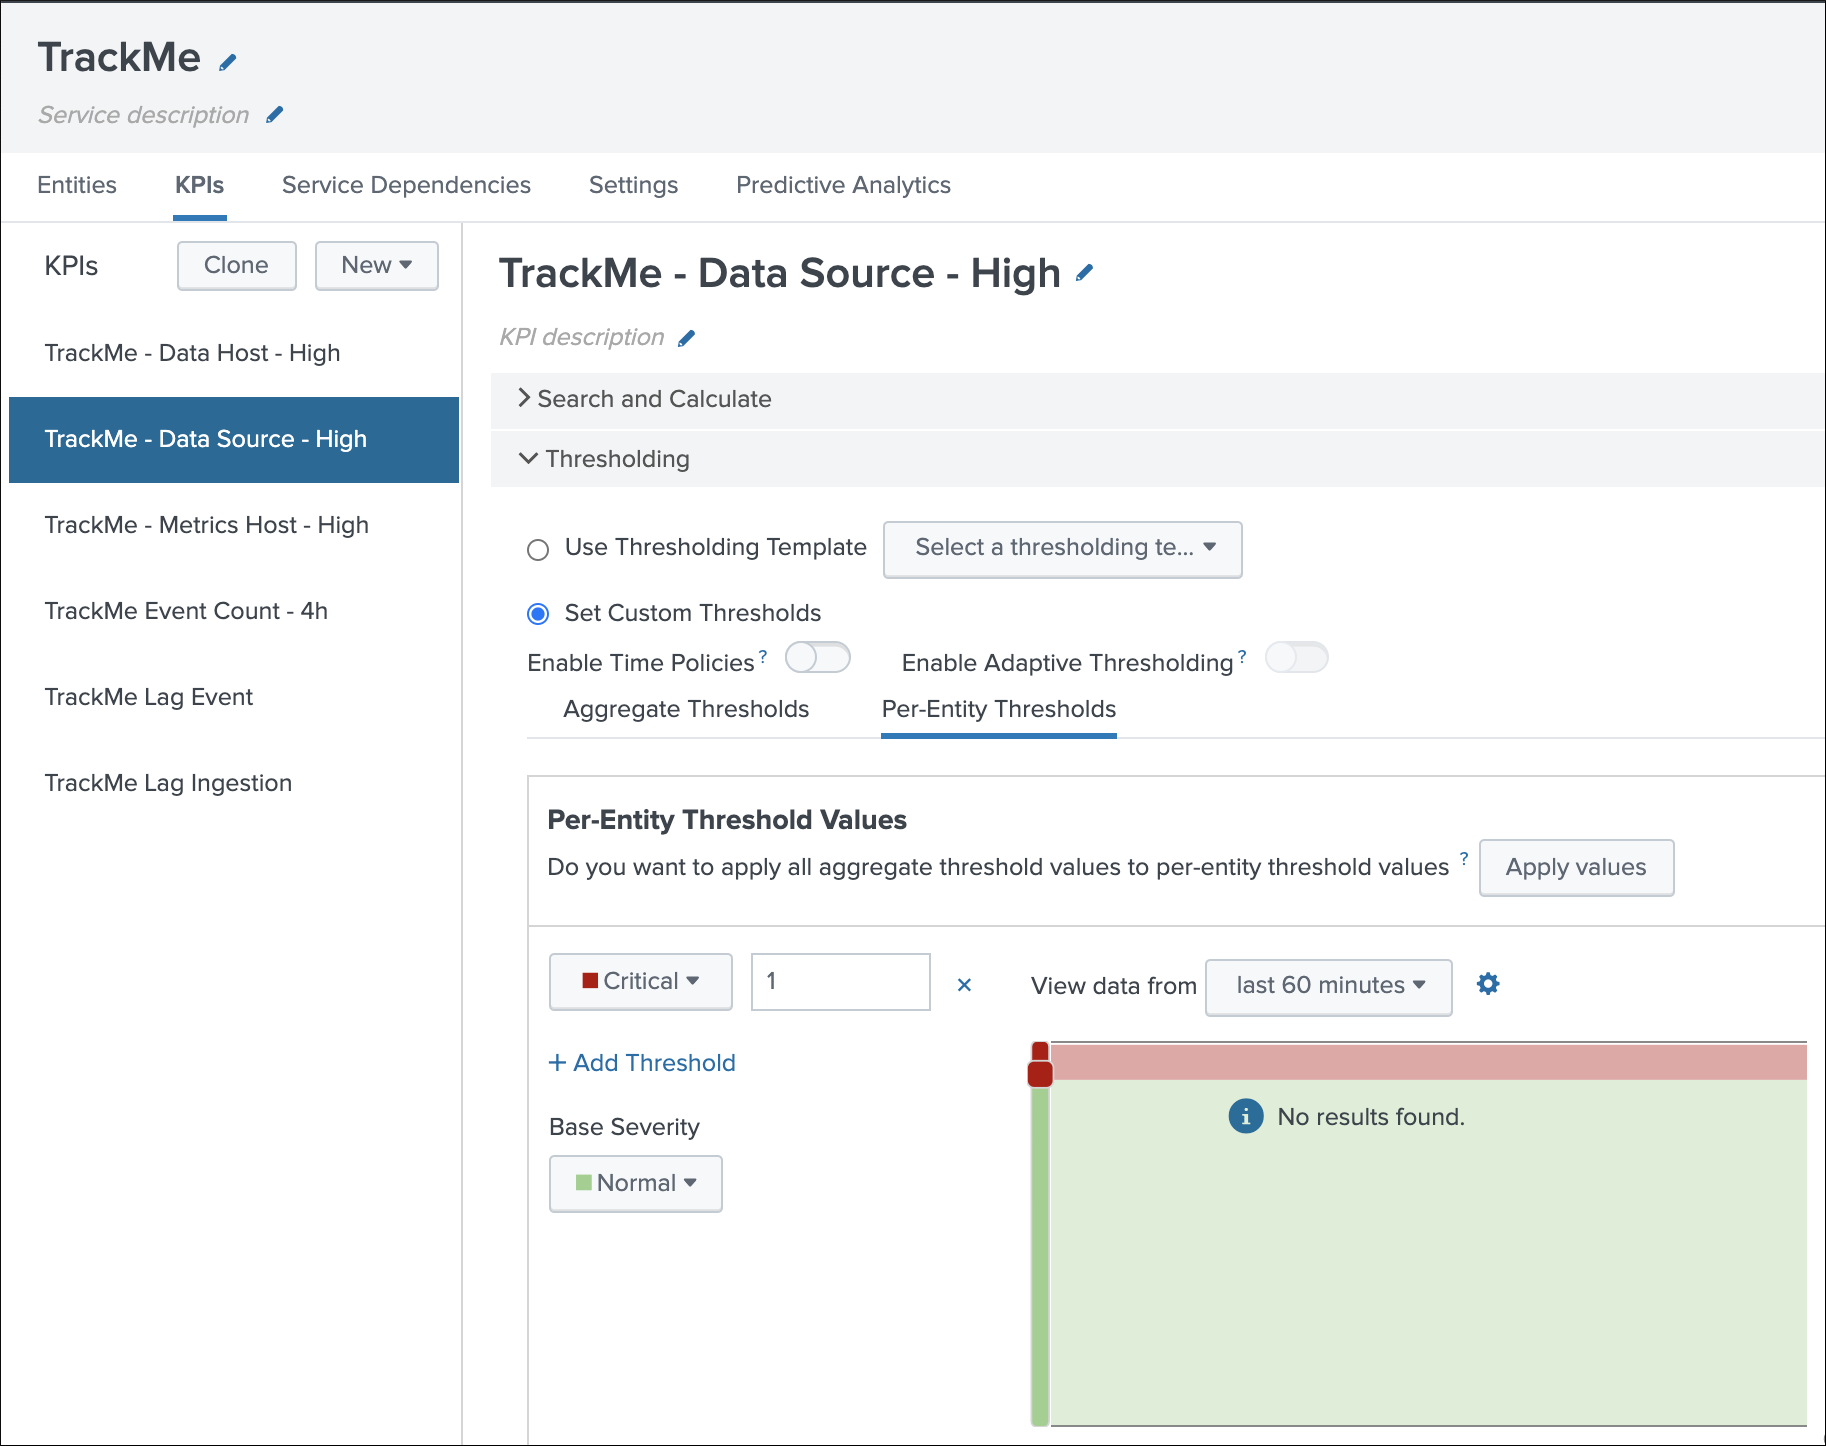 TrackMe
Service description
Entities KPIs Service Dependencies Settings Predictive Analytics
KPIs Clone New
TrackMe - Data Host - High
TrackMe - Data Source - High
TrackMe - Metrics Host - High
TrackMe Event Count - 4h
TrackMe Lag Event
TrackMe Lag Ingestion
TrackMe - Data Source - High
KPI description
Search and Calculate
Thresholding
Use Thresholding Template Select a thresholding te...
Set Custom Thresholds
Enable Time Policies ? Enable Adaptive Thresholding ?
Aggregate Thresholds Per-Entity Thresholds
Per-Entity Threshold Values
Do you want to apply all aggregate threshold values to per-entity threshold values ? Apply values
Critical 1 × View data from last 60 minutes
+ Add Threshold
Base Severity
Normal
i No results found.